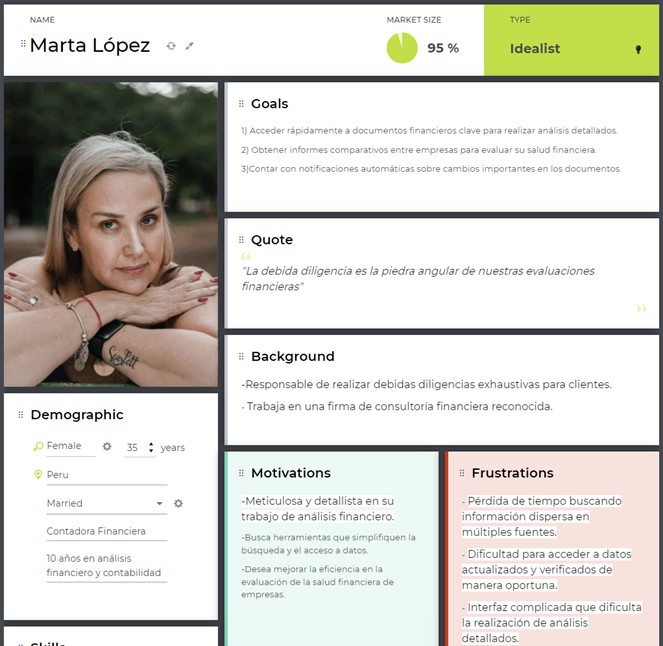 NAME
Marta López
MARKET SIZE
95 %
TYPE
Idealist
Goals
1) Acceder rápidamente a documentos financieros clave para realizar análisis detallados.
2) Obtener informes comparativos entre empresas para evaluar su salud financiera.
3)Contar con notificaciones automáticas sobre cambios importantes en los documentos.
Quote
"La debida diligencia es la piedra angular de nuestras evaluaciones
financieras"
Background
-Responsable de realizar debidas diligencias exhaustivas para clientes.
- Trabaja en una firma de consultoría financiera reconocida.
Demographic
Female 35 years
Peru
Married
Contadora Financiera
10 años en análisis
financiero y contabilidad
Motivations
-Meticulosa y detallista en su
trabajo de análisis financiero.
-Busca herramientas que simplifiquen la
búsqueda y el acceso a datos.
-Desea mejorar la eficiencia en la
evaluación de la salud financiera de
empresas.
Frustrations
- Pérdida de tiempo buscando
información dispersa en
múltiples fuentes.
- Dificultad para acceder a datos
actualizados y verificados de
manera oportuna.
- Interfaz complicada que dificulta
la realización de análisis
detallados.
Skills